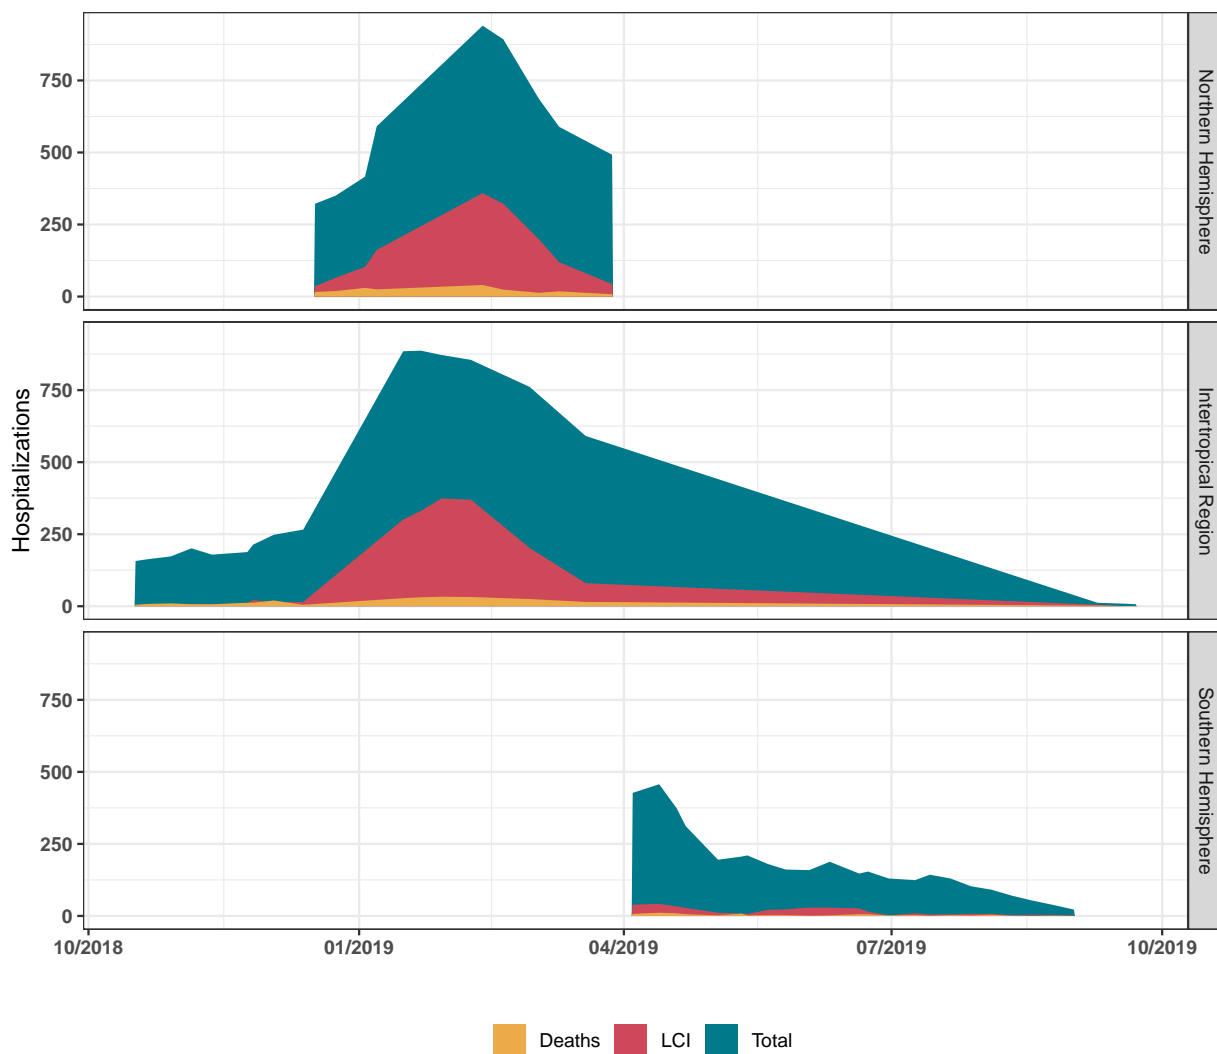 Hospitalizations
750
500
250
0
Northern Hemisphere
750
500
250
0
Intertropical Region
750
500
250
0
Southern Hemisphere
10/2018 01/2019 04/2019 07/2019 10/2019
Deaths LCI Total